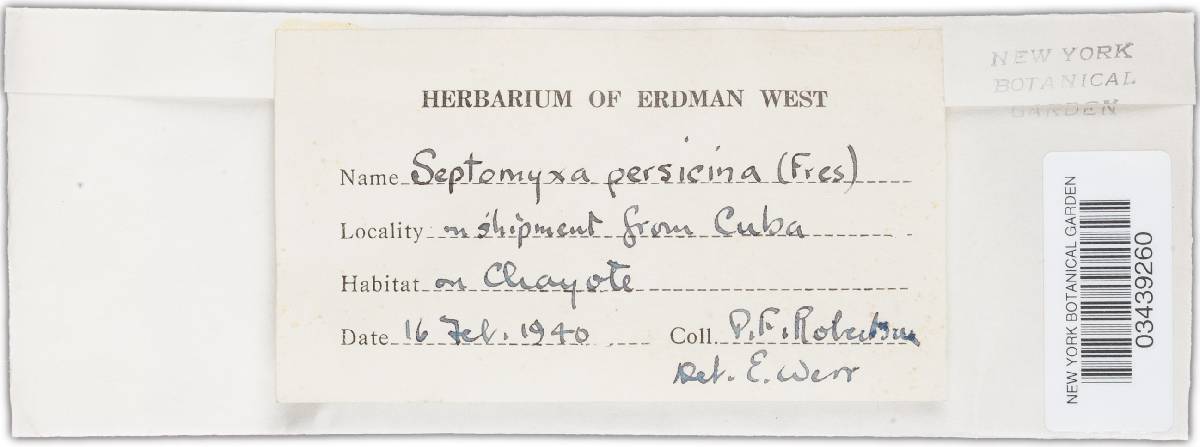 NEW YORK
BOTANICAL
GARDEN
HERBARIUM OF ERDMAN WEST
Name Septomyxa persicina (Fres)
Locality on shipment from Cuba
Habitat on Chayote
Date 16 Feb. 1940 Coll. P. F. Robertson
Det. E. West
NEW YORK BOTANICAL GARDEN
03439260